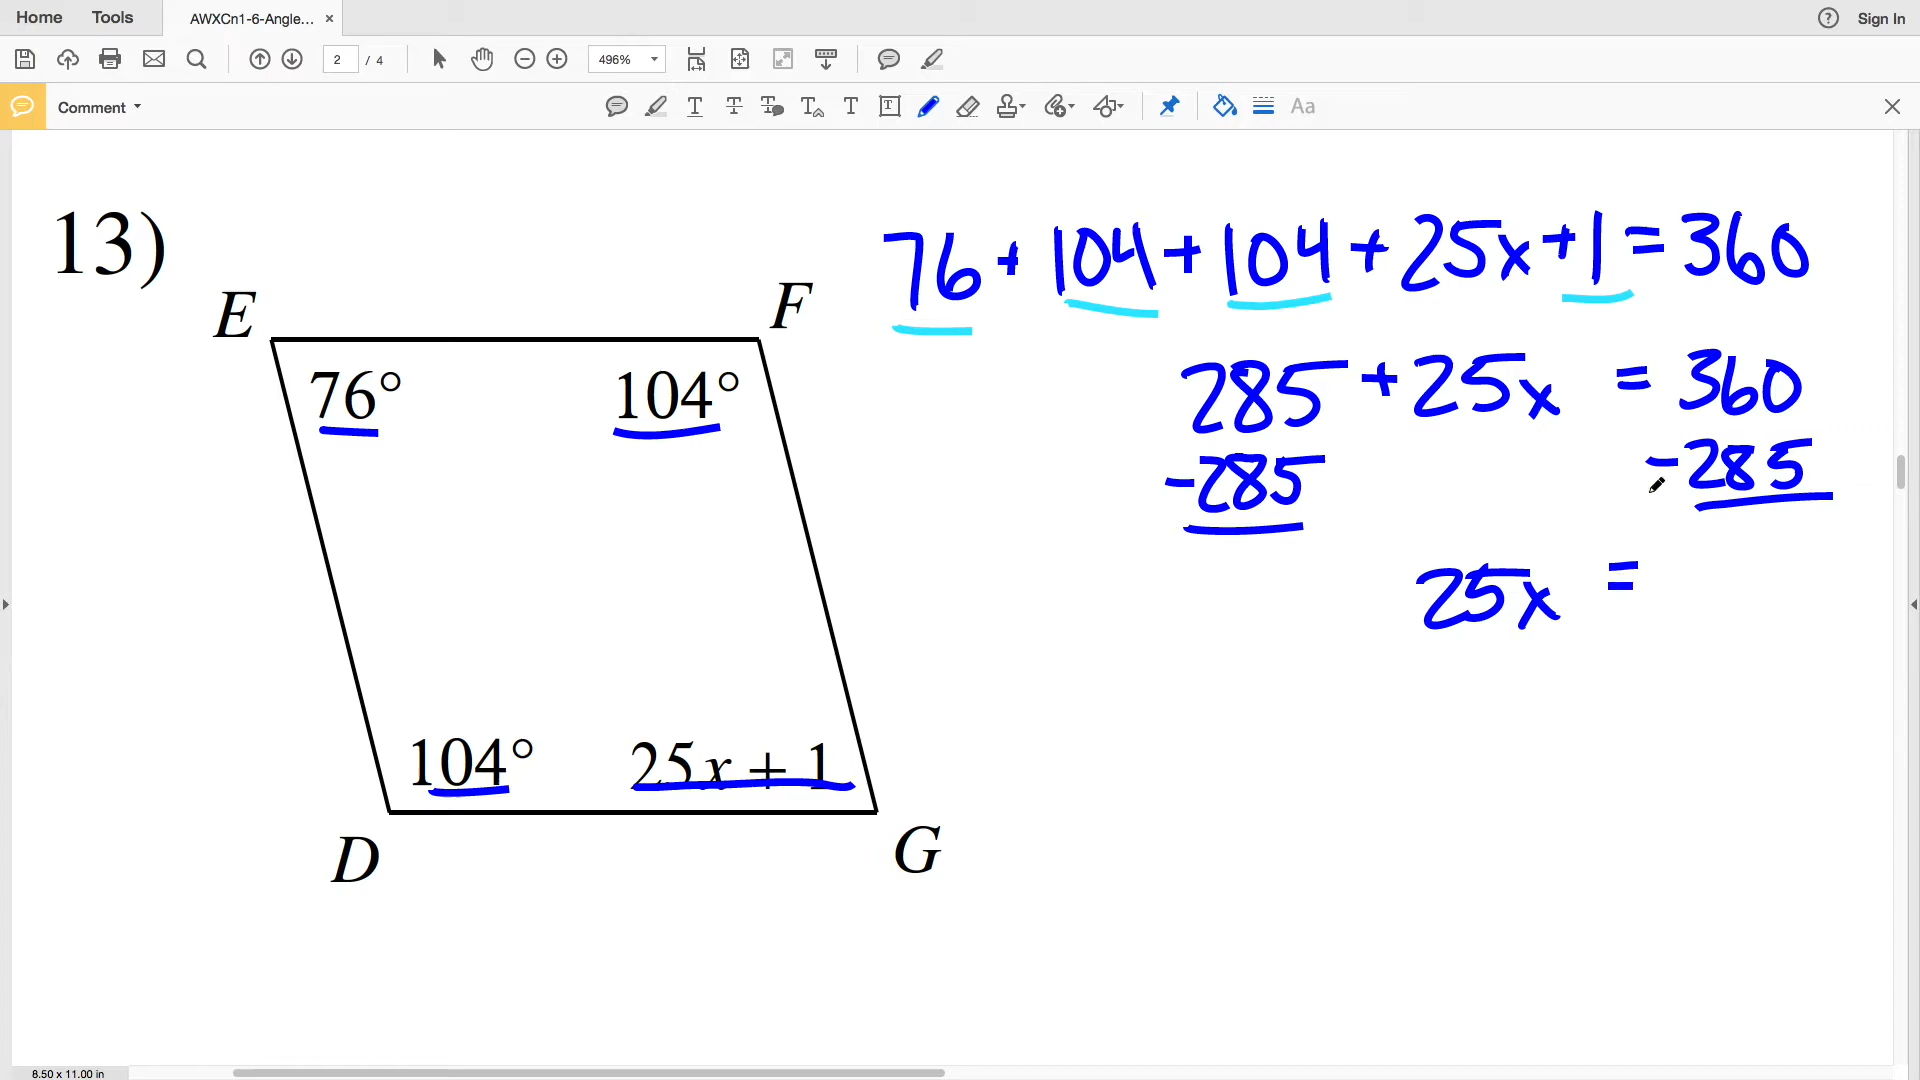 Home Tools AWXCn1-6-Angle... × Sign In
2 / 4 496%
Comment Aa
13)
76 + 104 + 104 + 25x + 1 = 360
E F
76° 104°
285 + 25x = 360
-285 -285
25x =
104° 25x + 1
D G
8.50 x 11.00 in